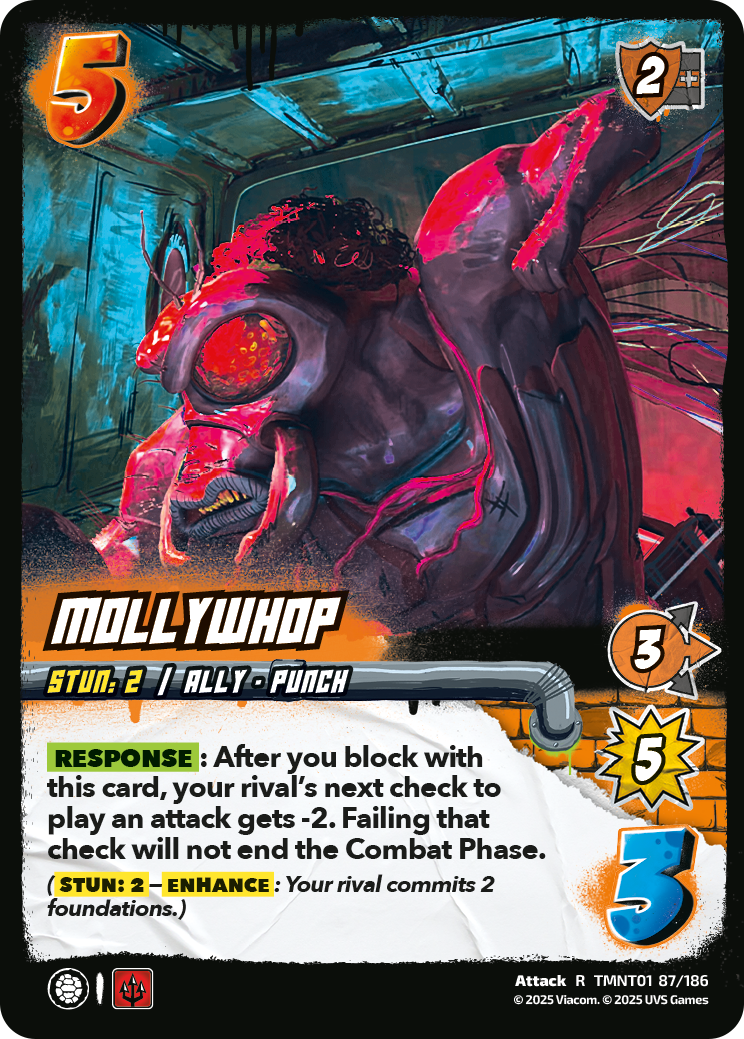 5
2
MOLLYWHOP
3
STUN: 2 / ALLY • PUNCH
5
RESPONSE: After you block with
this card, your rival's next check to
play an attack gets -2. Failing that
check will not end the Combat Phase.
(STUN: 2 – ENHANCE: Your rival commits 2
foundations.)
3
Attack R TMNT01 87/186
© 2025 Viacom. © 2025 UVS Games